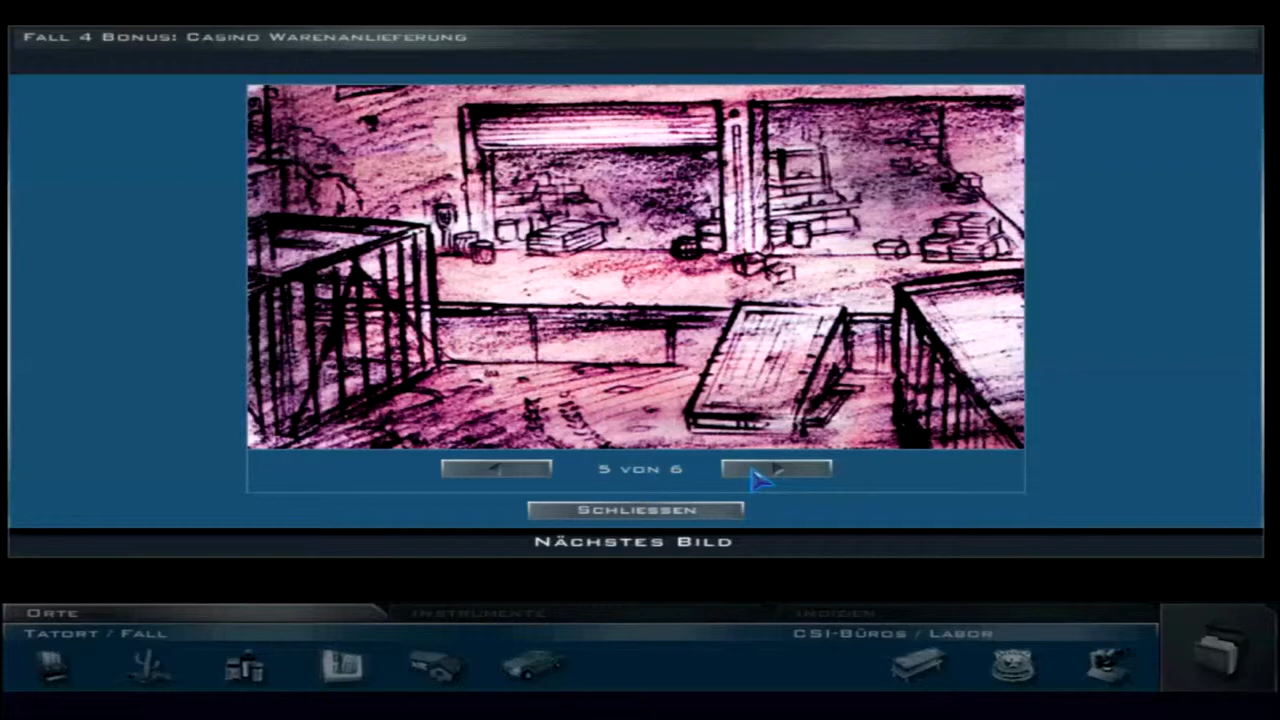 Fall 4 Bonus: Casino Warenanlieferung
5 von 6
Schliessen
Nächstes Bild
Orte
Instrumente
Indizien
Tatort / Fall
CSI-Büros / Labor